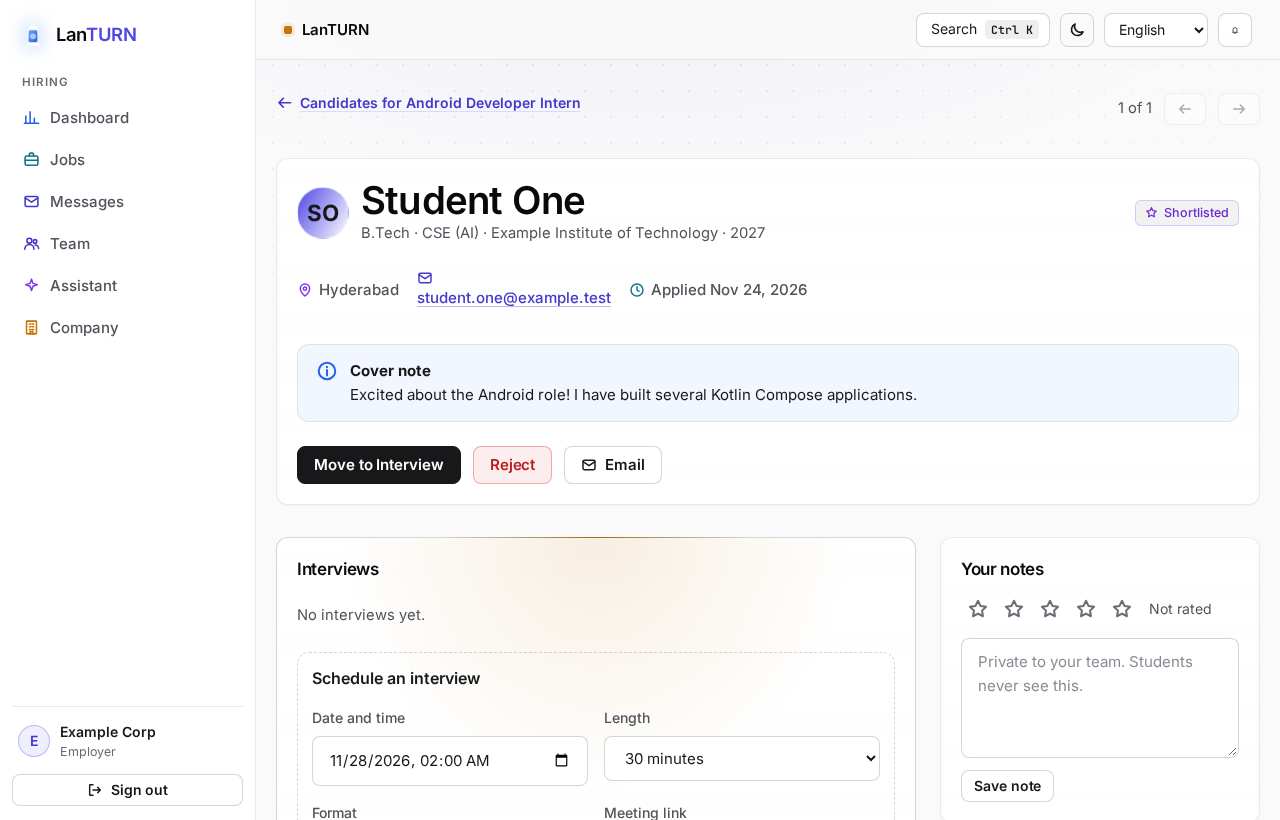 LanTURN
HIRING
Dashboard
Jobs
Messages
Team
Assistant
Company
E
Example Corp
Employer
Sign out
LanTURN
Search Ctrl K
English
Candidates for Android Developer Intern
1 of 1
SO
Student One
B.Tech · CSE (AI) · Example Institute of Technology · 2027
Shortlisted
Hyderabad
student.one@example.test
Applied Nov 24, 2026
Cover note
Excited about the Android role! I have built several Kotlin Compose applications.
Move to Interview
Reject
Email
Interviews
No interviews yet.
Schedule an interview
Date and time
Length
11/28/2026, 02:00 AM
30 minutes
Format
Meeting link
Your notes
Not rated
Private to your team. Students
never see this.
Save note